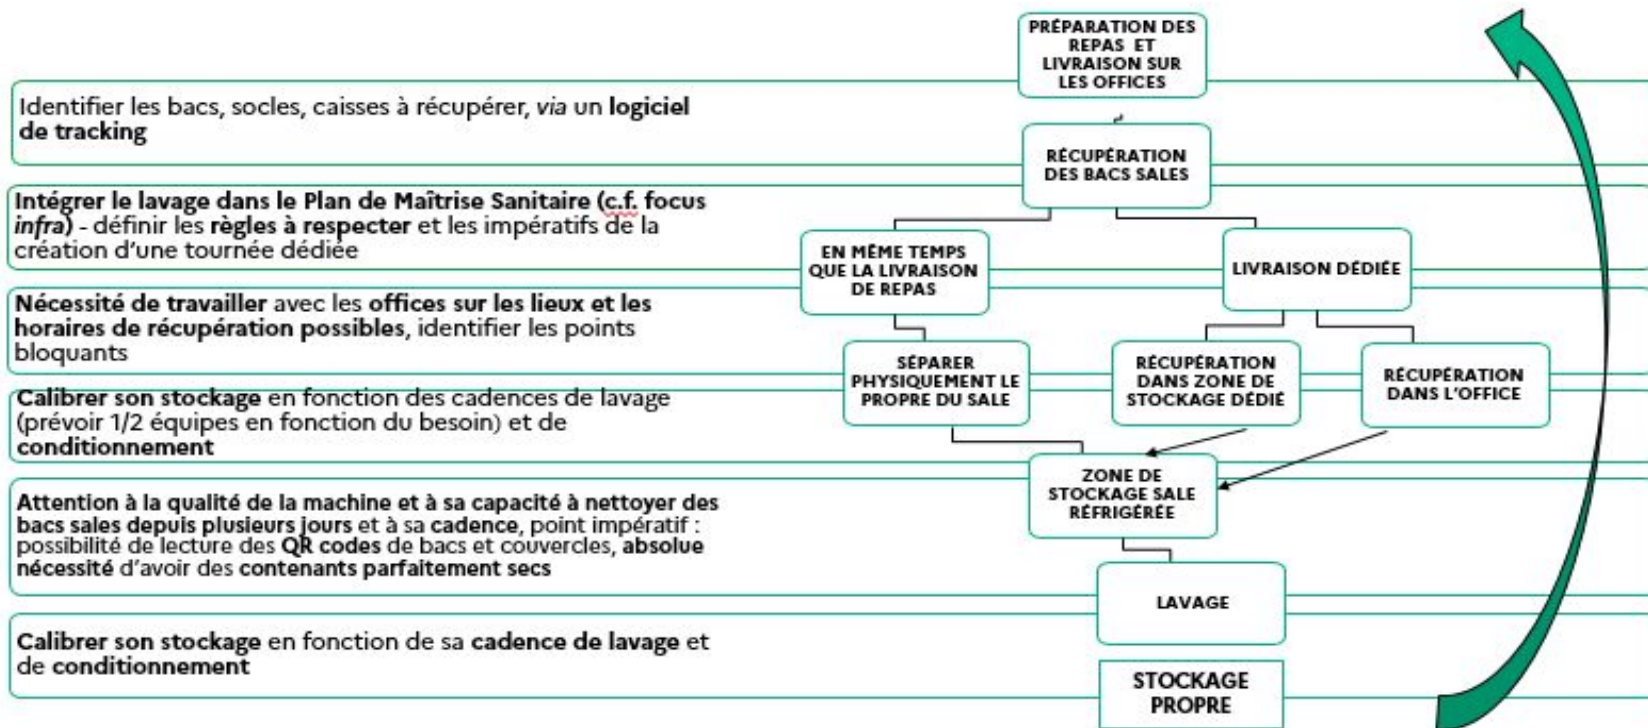 PRÉPARATION DES
REPAS ET
LIVRAISON SUR
LES OFFICES
Identifier les bacs, socles, caisses à récupérer, via un logiciel
de tracking
RÉCUPÉRATION
DES BACS SALES
Intégrer le lavage dans le Plan de Maîtrise Sanitaire (c.f. focus
infra) - définir les règles à respecter et les impératifs de la
création d'une tournée dédiée
EN MÊME TEMPS
QUE LA LIVRAISON
DE REPAS
LIVRAISON DÉDIÉE
Nécessité de travailler avec les offices sur les lieux et les
horaires de récupération possibles, identifier les points
bloquants
SÉPARER
PHYSIQUEMENT LE
PROPRE DU SALE
RÉCUPÉRATION
DANS ZONE DE
STOCKAGE DÉDIÉ
RÉCUPÉRATION
DANS L'OFFICE
Calibrer son stockage en fonction des cadences de lavage
(prévoir 1/2 équipes en fonction du besoin) et de
conditionnement
ZONE DE
STOCKAGE SALE
RÉFRIGÉRÉE
Attention à la qualité de la machine et à sa capacité à nettoyer des
bacs sales depuis plusieurs jours et à sa cadence, point impératif :
possibilité de lecture des QR codes de bacs et couvercles, absolue
nécessité d'avoir des contenants parfaitement secs
LAVAGE
Calibrer son stockage en fonction de sa cadence de lavage et
de conditionnement
STOCKAGE
PROPRE